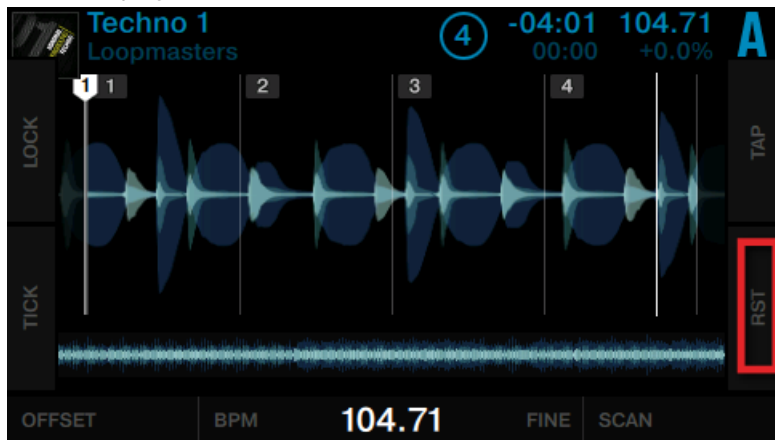 Techno 1
Loopmasters
4
-04:01
00:00
104.71
+0.0%
A
1 1 2 3 4
LOCK
TAP
TICK
RST
OFFSET BPM 104.71 FINE SCAN